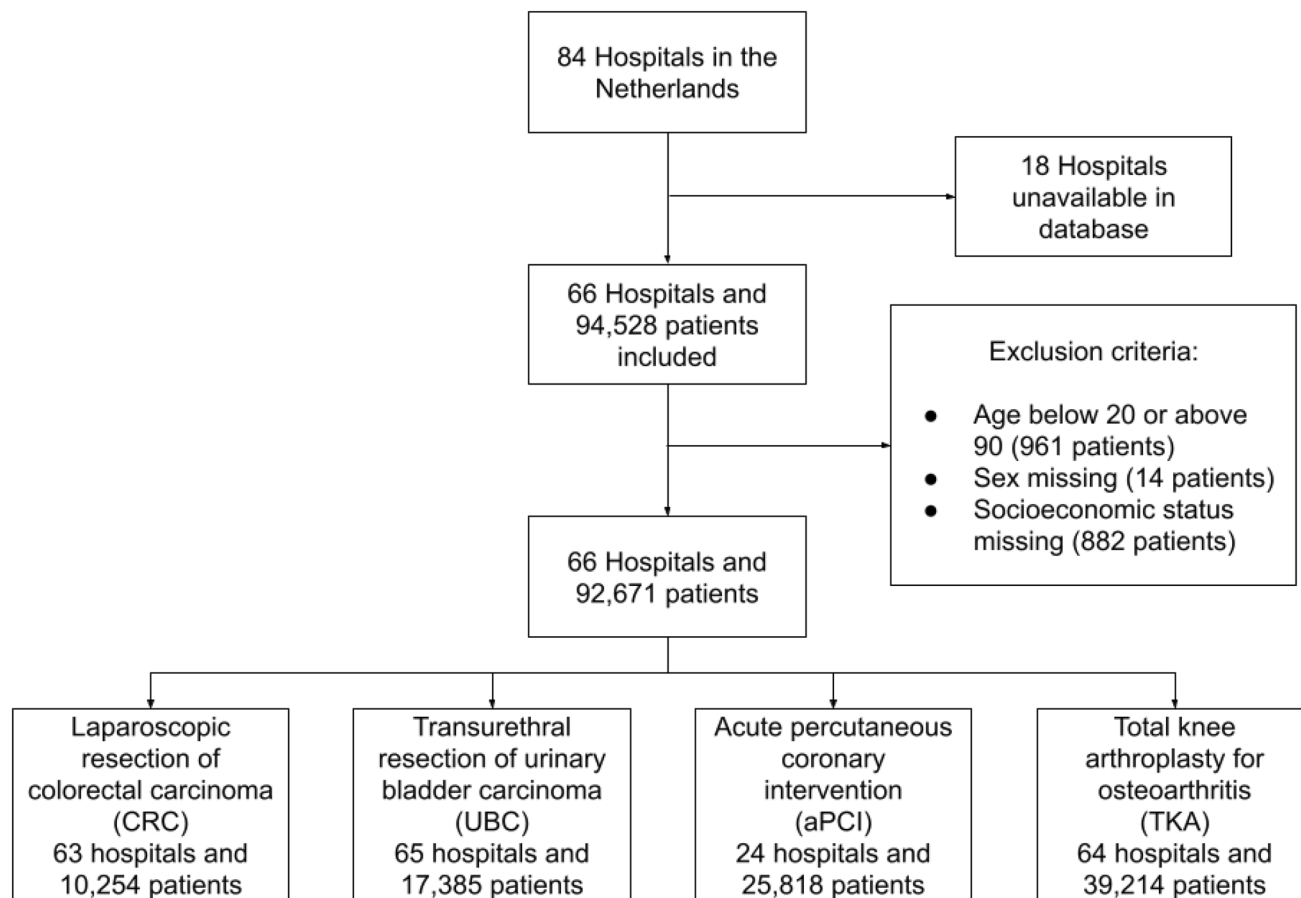 84 Hospitals in the
Netherlands
18 Hospitals
unavailable in
database
66 Hospitals and
94,528 patients
included
Exclusion criteria:
● Age below 20 or above
90 (961 patients)
● Sex missing (14 patients)
● Socioeconomic status
missing (882 patients)
66 Hospitals and
92,671 patients
Laparoscopic
resection of
colorectal carcinoma
(CRC)
63 hospitals and
10,254 patients
Transurethral
resection of urinary
bladder carcinoma
(UBC)
65 hospitals and
17,385 patients
Acute percutaneous
coronary
intervention
(aPCI)
24 hospitals and
25,818 patients
Total knee
arthroplasty for
osteoarthritis
(TKA)
64 hospitals and
39,214 patients